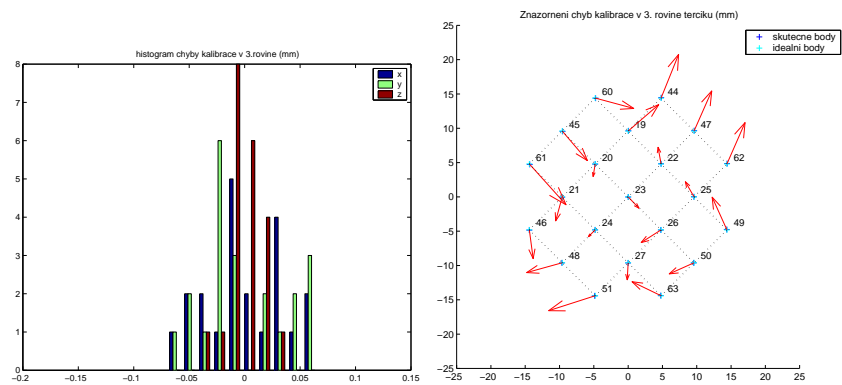 histogram chyby kalibrace v 3.rovine (mm)
8
7
6
5
4
3
2
1
0
−0.2 −0.15 −0.1 −0.05 0 0.05 0.1 0.15
x
y
z
Znazorneni chyb kalibrace v 3. rovine terciku (mm)
25
20
15
10
5
0
−5
−10
−15
−20
−25
−25 −20 −15 −10 −5 0 5 10 15 20 25
skutecne body
idealni body
60 44
45 19 47
61 20 22 62
21 23 25
46 24 26 49
48 27 50
51 63